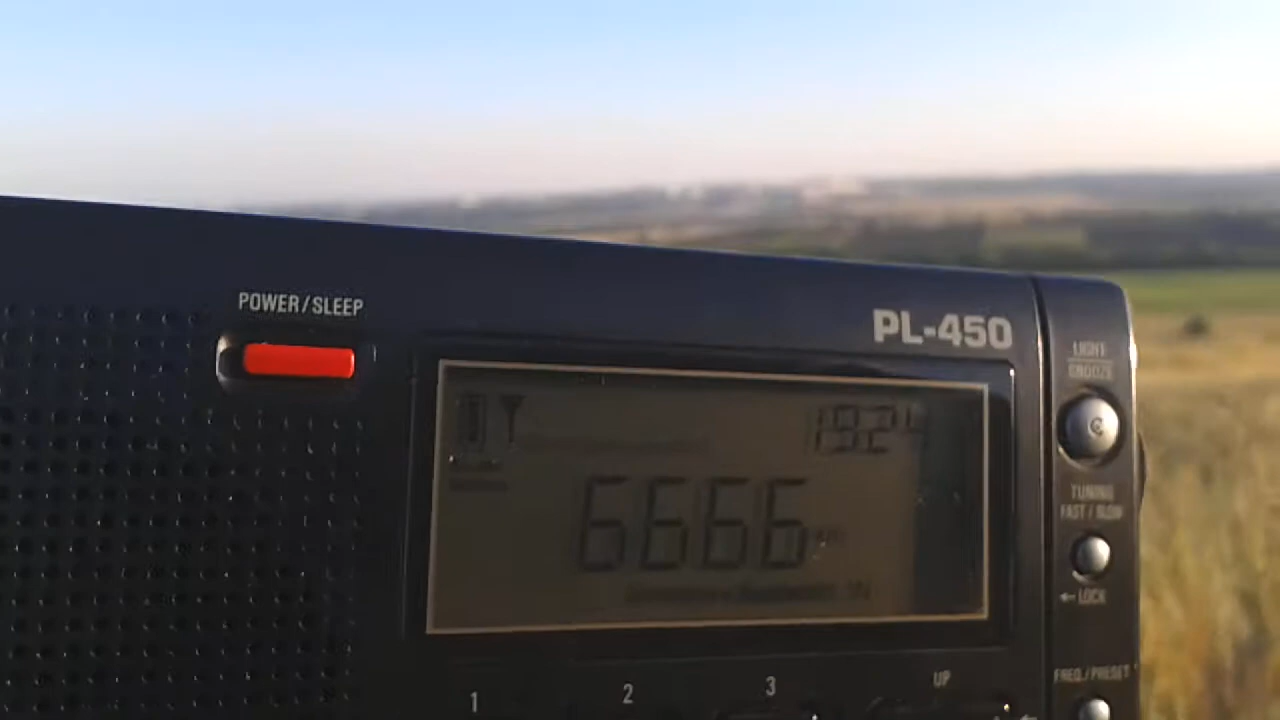 POWER/SLEEP
PL-450
LIGHT
SNOOZE
1924
6666
TUNING
FAST / SLOW
←LOCK
FREQ./PRESET
1
2
3
UP